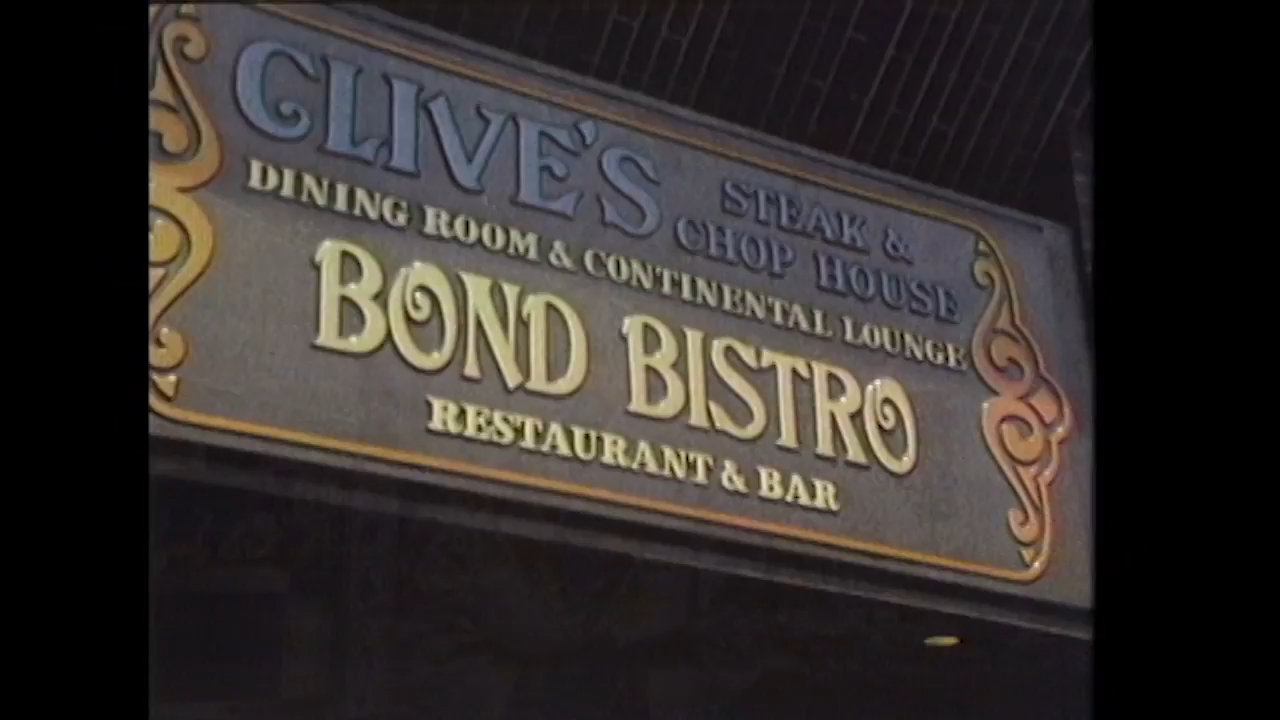 CLIVE'S
STEAK &
CHOP HOUSE
DINING ROOM & CONTINENTAL LOUNGE
BOND BISTRO
RESTAURANT & BAR